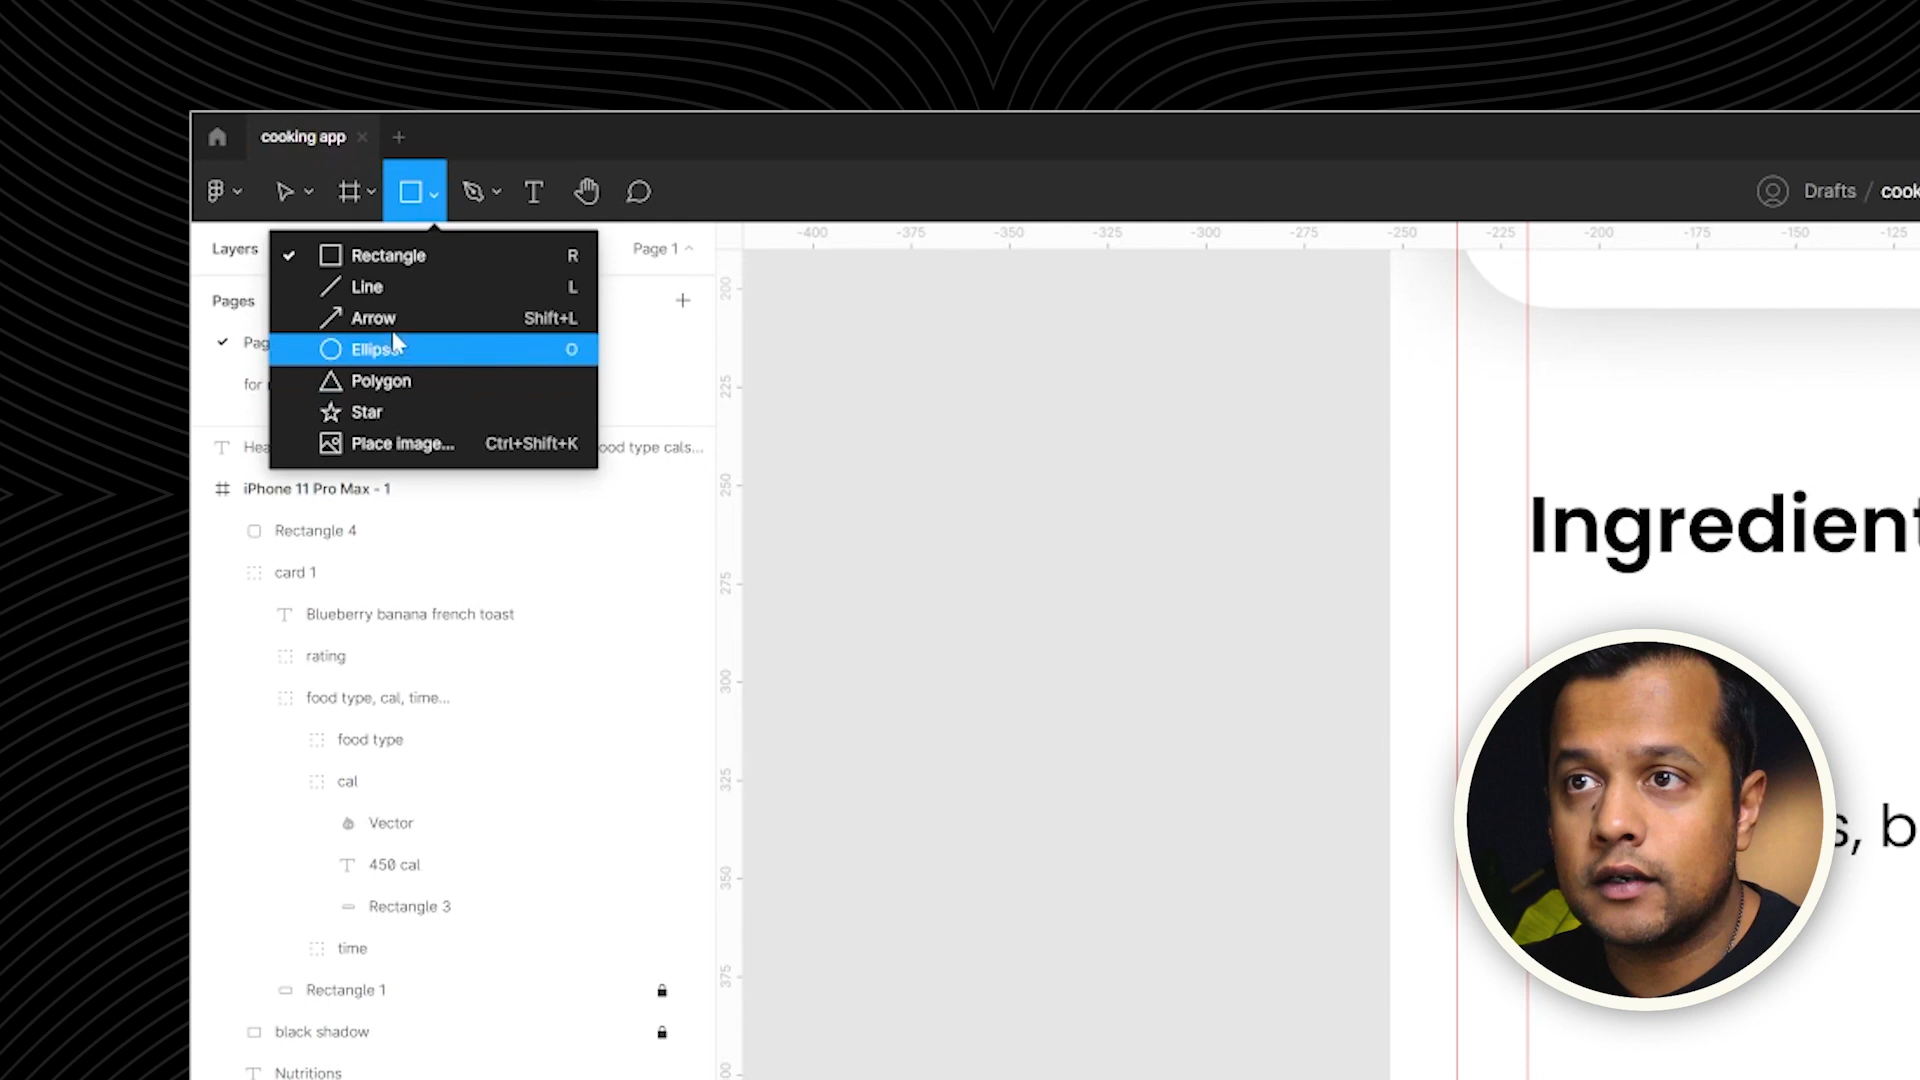 cooking app
Drafts / cook
Layers
Page 1
Rectangle R
Line L
Arrow Shift+L
Ellipse O
Polygon
Star
Place image... Ctrl+Shift+K
Pages
Pag
for
Hea
ood type cals...
iPhone 11 Pro Max - 1
Rectangle 4
card 1
Blueberry banana french toast
rating
food type, cal, time...
food type
cal
Vector
450 cal
Rectangle 3
time
Rectangle 1
black shadow
Nutritions
-400 -375 -350 -325 -300 -275 -250 -225 -200 -175 -150 -125
200
225
250
275
300
325
350
375
00
Ingredient
s, b